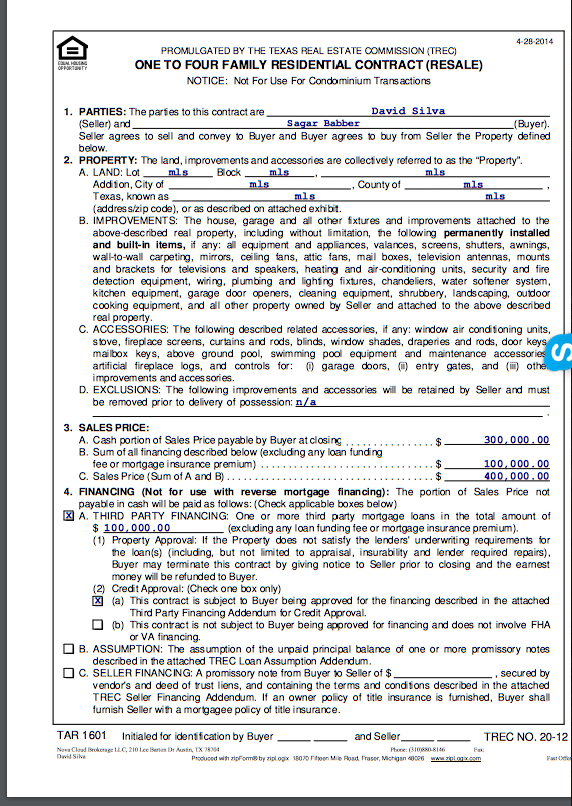 4-28-2014
EQUAL HOUSING
OPPORTUNITY
PROMULGATED BY THE TEXAS REAL ESTATE COMMISSION (TREC)
ONE TO FOUR FAMILY RESIDENTIAL CONTRACT (RESALE)
NOTICE: Not For Use For Condominium Transactions
1. PARTIES: The parties to this contract are David Silva
(Seller) and Sagar Babber (Buyer).
Seller agrees to sell and convey to Buyer and Buyer agrees to buy from Seller the Property defined
below.
2. PROPERTY: The land, improvements and accessories are collectively referred to as the "Property".
A. LAND: Lot mls Block mls , mls
Addition, City of mls , County of mls ,
Texas, known as mls mls
(address/zip code), or as described on attached exhibit.
B. IMPROVEMENTS: The house, garage and all other fixtures and improvements attached to the
above-described real property, including without limitation, the following permanently installed
and built-in items, if any: all equipment and appliances, valances, screens, shutters, awnings,
wall-to-wall carpeting, mirrors, ceiling fans, attic fans, mail boxes, television antennas, mounts
and brackets for televisions and speakers, heating and air-conditioning units, security and fire
detection equipment, wiring, plumbing and lighting fixtures, chandeliers, water softener system,
kitchen equipment, garage door openers, cleaning equipment, shrubbery, landscaping, outdoor
cooking equipment, and all other property owned by Seller and attached to the above described
real property.
C. ACCESSORIES: The following described related accessories, if any: window air conditioning units,
stove, fireplace screens, curtains and rods, blinds, window shades, draperies and rods, door keys,
mailbox keys, above ground pool, swimming pool equipment and maintenance accessories
artificial fireplace logs, and controls for: (i) garage doors, (ii) entry gates, and (iii) othe
improvements and accessories.
D. EXCLUSIONS: The following improvements and accessories will be retained by Seller and must
be removed prior to delivery of possession: n/a
.
3. SALES PRICE:
A. Cash portion of Sales Price payable by Buyer at closing . . . . . . . . . . . . . . . $ 300,000.00
B. Sum of all financing described below (excluding any loan funding
fee or mortgage insurance premium) . . . . . . . . . . . . . . . . . . . . . . . . . . . . . $ 100,000.00
C. Sales Price (Sum of A and B) . . . . . . . . . . . . . . . . . . . . . . . . . . . . . . . . . . . $ 400,000.00
4. FINANCING (Not for use with reverse mortgage financing): The portion of Sales Price not
payable in cash will be paid as follows: (Check applicable boxes below)
X A. THIRD PARTY FINANCING: One or more third party mortgage loans in the total amount of
$ 100,000.00 (excluding any loan funding fee or mortgage insurance premium).
(1) Property Approval: If the Property does not satisfy the lenders' underwriting requirements for
the loan(s) (including, but not limited to appraisal, insurability and lender required repairs),
Buyer may terminate this contract by giving notice to Seller prior to closing and the earnest
money will be refunded to Buyer.
(2) Credit Approval: (Check one box only)
X (a) This contract is subject to Buyer being approved for the financing described in the attached
Third Party Financing Addendum for Credit Approval.
(b) This contract is not subject to Buyer being approved for financing and does not involve FHA
or VA financing.
B. ASSUMPTION: The assumption of the unpaid principal balance of one or more promissory notes
described in the attached TREC Loan Assumption Addendum.
C. SELLER FINANCING: A promissory note from Buyer to Seller of $ , secured by
vendor's and deed of trust liens, and containing the terms and conditions described in the attached
TREC Seller Financing Addendum. If an owner policy of title insurance is furnished, Buyer shall
furnish Seller with a mortgagee policy of title insurance.
TAR 1601 Initialed for identification by Buyer and Seller TREC NO. 20-12
Nova Cloud Brokerage LLC, 210 Lee Barton Dr Austin, TX 78704 Phone: (310)880-8146 Fax:
David Silva Produced with zipForm® by zipLogix 18070 Fifteen Mile Road, Fraser, Michigan 48026 www.zipLogix.com Fast Offer